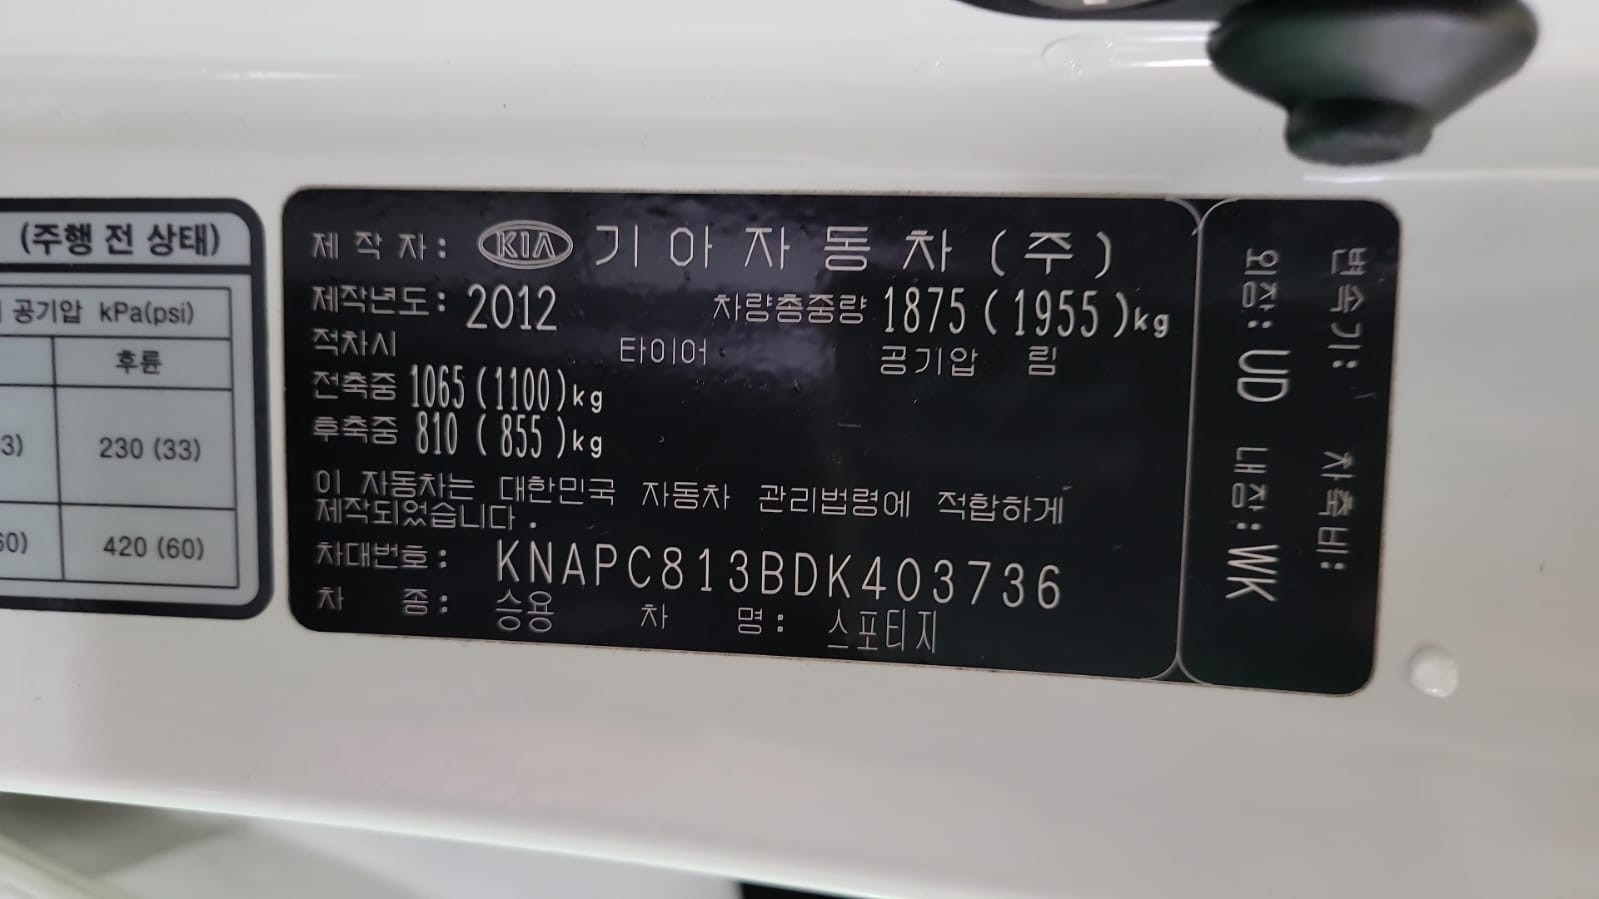 (주행 전 상태)
공기압 kPa(psi)
후륜
3) 230 (33)
60) 420 (60)
제 작 자: KIA 기아자동차(주)
제작년도: 2012 차량총중량 1875(1955)kg
적차시 타이어 공기압 림
전축중 1065(1100)kg
후축중 810 ( 855 )kg
이 자동차는 대한민국 자동차 관리법령에 적합하게
제작되었습니다.
차대번호: KNAPC813BDK403736
차 종: 승용 차 명: 스포티지
변속기: 차축비:
외장: UD 내장: WK